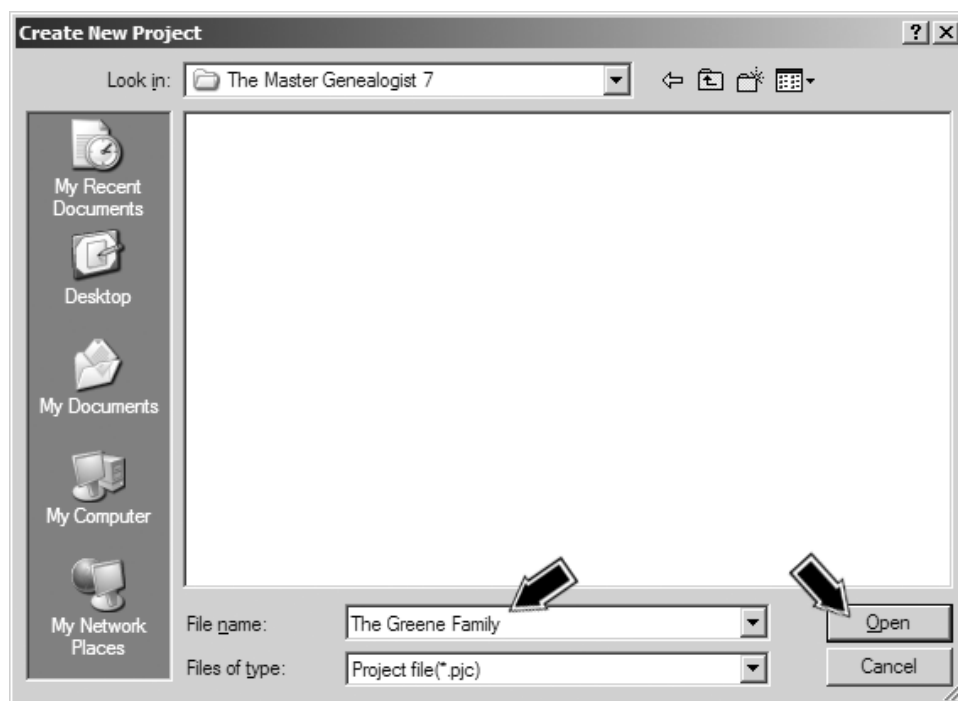 Create New Project
Look in: The Master Genealogist 7
My Recent
Documents
Desktop
My Documents
My Computer
My Network
Places
File name: The Greene Family
Open
Files of type: Project file(*.pjc)
Cancel